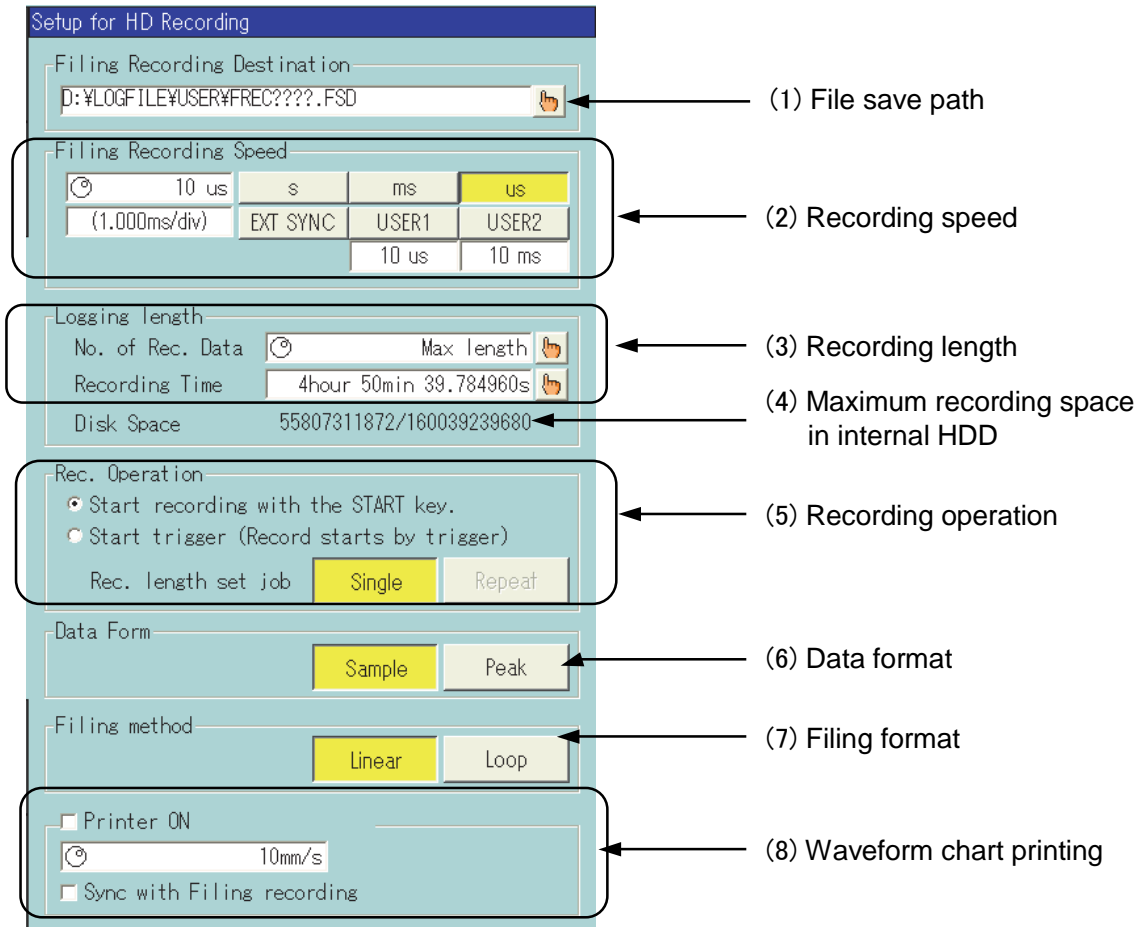 Setup for HD Recording
Filing Recording Destination
D:¥LOGFILE¥USER¥FREC????.FSD
(1) File save path
Filing Recording Speed
10 us s ms us
(1.000ms/div) EXT SYNC USER1 USER2
10 us 10 ms
(2) Recording speed
Logging length
No. of Rec. Data Max length
Recording Time 4hour 50min 39.784960s
(3) Recording length
Disk Space 55807311872/160039239680
(4) Maximum recording space
in internal HDD
Rec. Operation
Start recording with the START key.
Start trigger (Record starts by trigger)
Rec. length set job Single Repeat
(5) Recording operation
Data Form
Sample Peak
(6) Data format
Filing method
Linear Loop
(7) Filing format
Printer ON
10mm/s
Sync with Filing recording
(8) Waveform chart printing